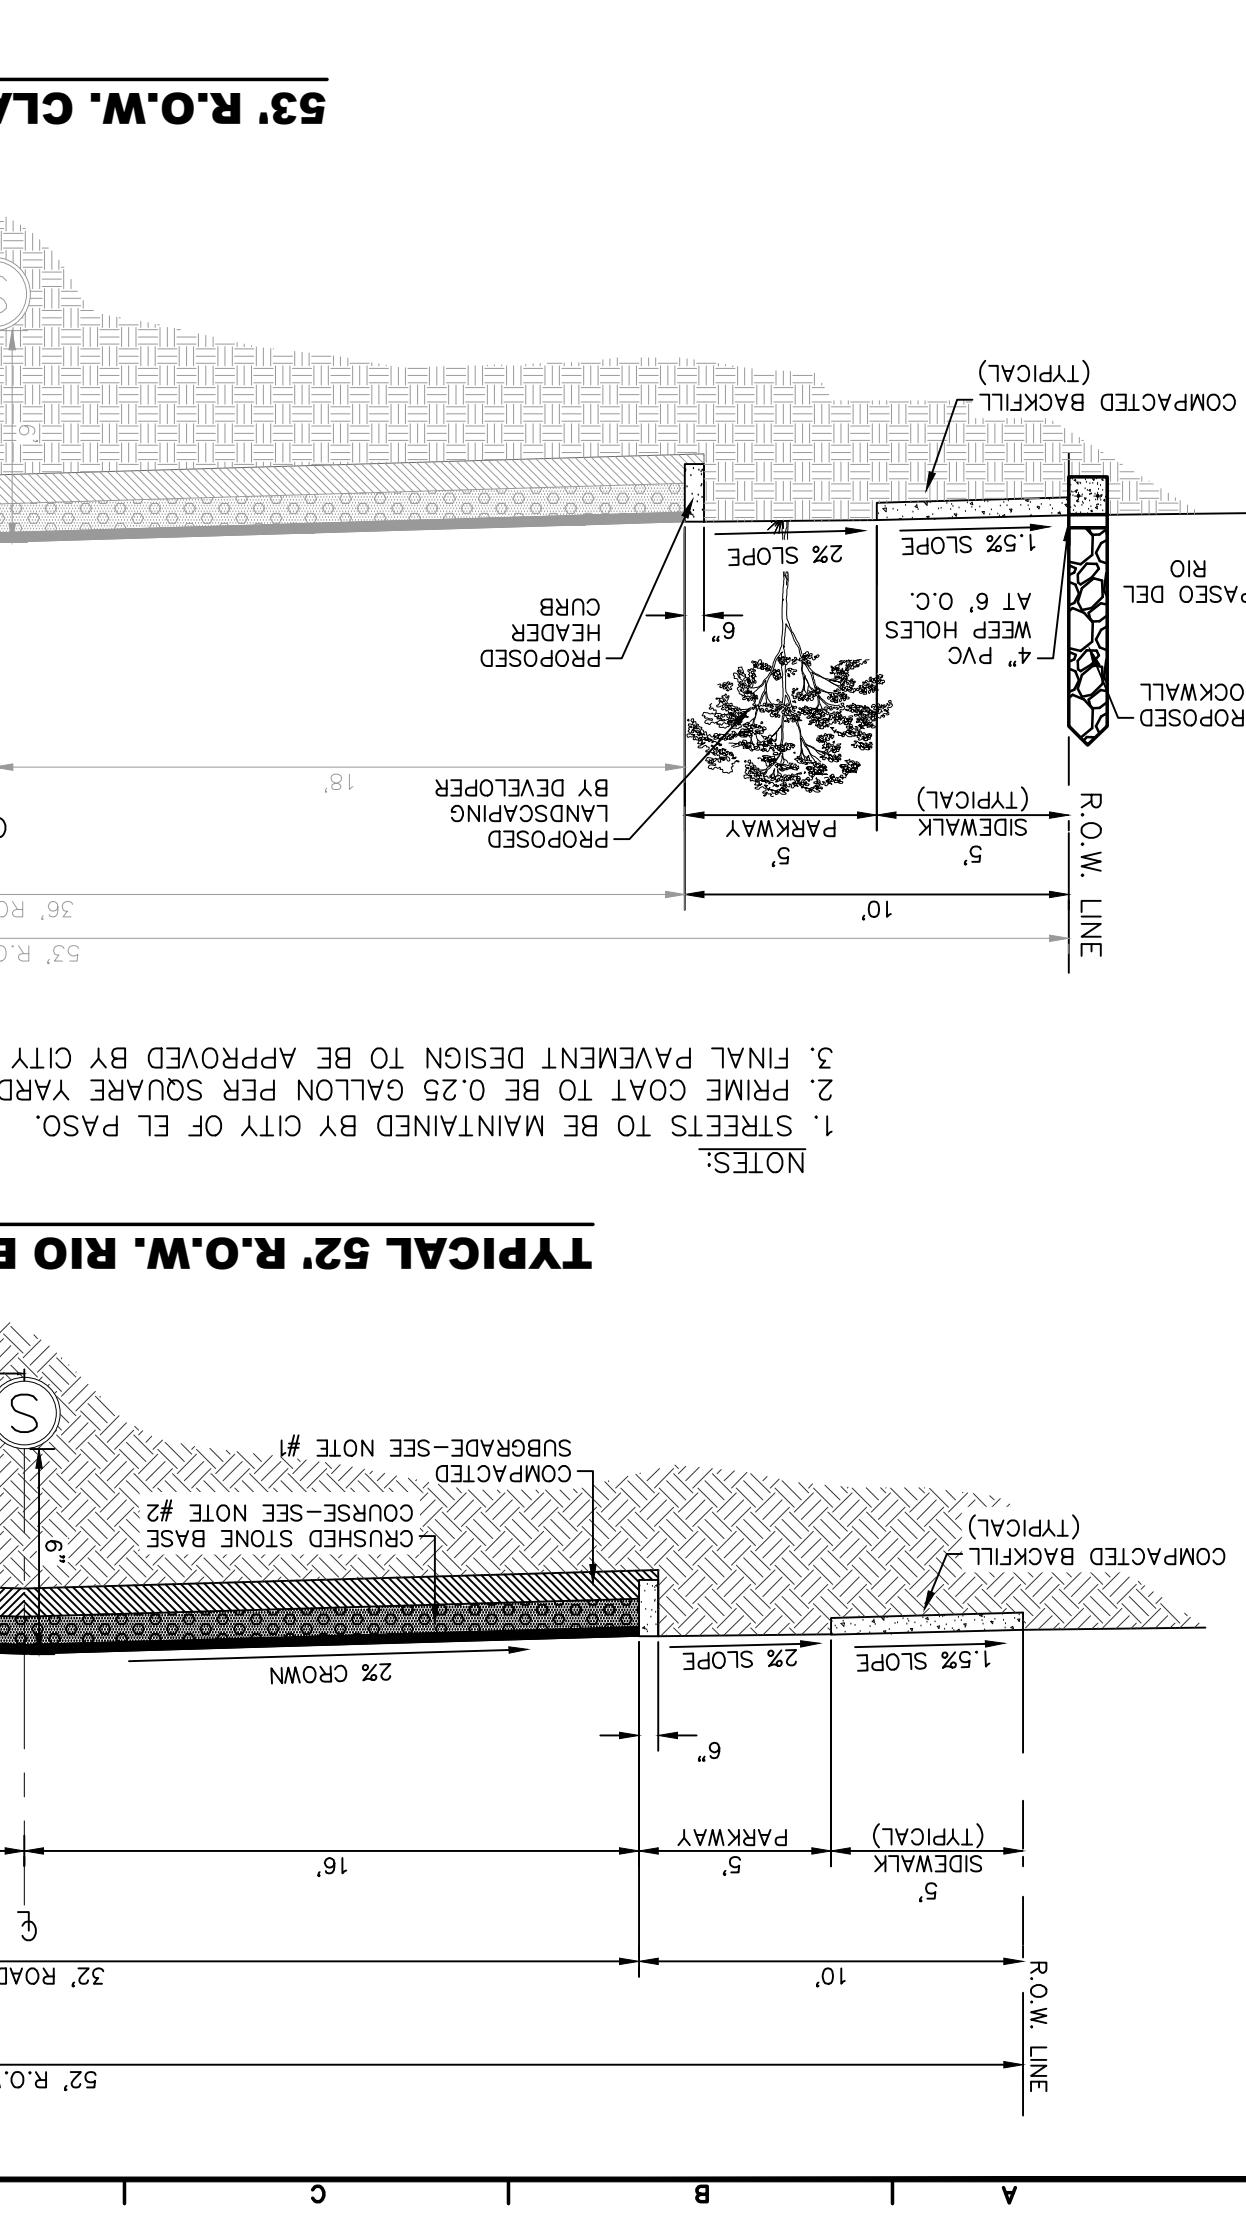 A
B
C
52' R.O.W.
R.O.W. LINE
10'
32' ROAD
℄
5'
SIDEWALK
(TYPICAL)
5'
PARKWAY
16'
6"
1.5% SLOPE
2% SLOPE
2% CROWN
COMPACTED BACKFILL
(TYPICAL)
6"
CRUSHED STONE BASE
COURSE-SEE NOTE #2
COMPACTED
SUBGRADE-SEE NOTE #1
S
TYPICAL 52' R.O.W. RIO
NOTES:
1. STREETS TO BE MAINTAINED BY CITY OF EL PASO.
2. PRIME COAT TO BE 0.25 GALLON PER SQUARE YARD
3. FINAL PAVEMENT DESIGN TO BE APPROVED BY CITY
53' R.O
R.O.W. LINE
10'
36' RO
5'
SIDEWALK
(TYPICAL)
5'
PARKWAY
PROPOSED
LANDSCAPING
BY DEVELOPER
18'
ROPOSED
OCKWALL
4" PVC
WEEP HOLES
AT 6' O.C.
6"
PROPOSED
HEADER
CURB
PASEO DEL
RIO
1.5% SLOPE
2% SLOPE
6'
COMPACTED BACKFILL
(TYPICAL)
S
53' R.O.W. CLA